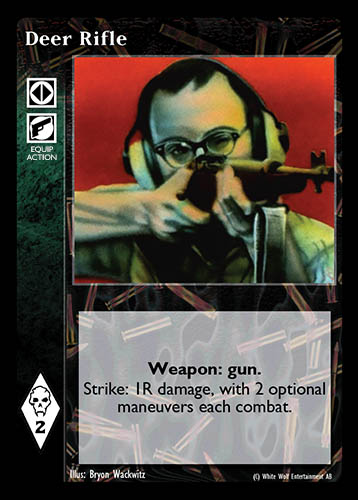 Deer Rifle
EQUIP
ACTION
Weapon: gun.
Strike: 1R damage, with 2 optional
maneuvers each combat.
2
Illus: Bryon Wackwitz
(C) White Wolf Entertainment AB